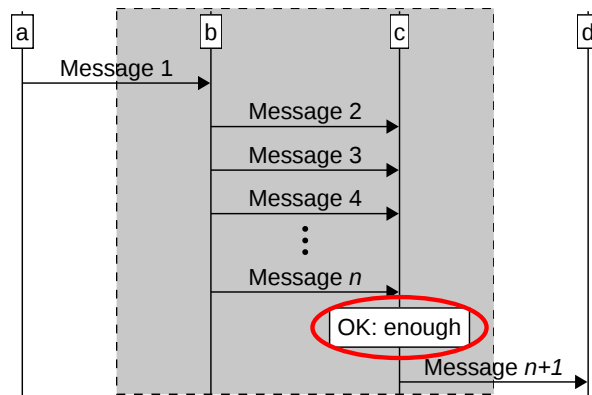 a b c d
Message 1
Message 2
Message 3
Message 4
Message n
OK: enough
Message n+1